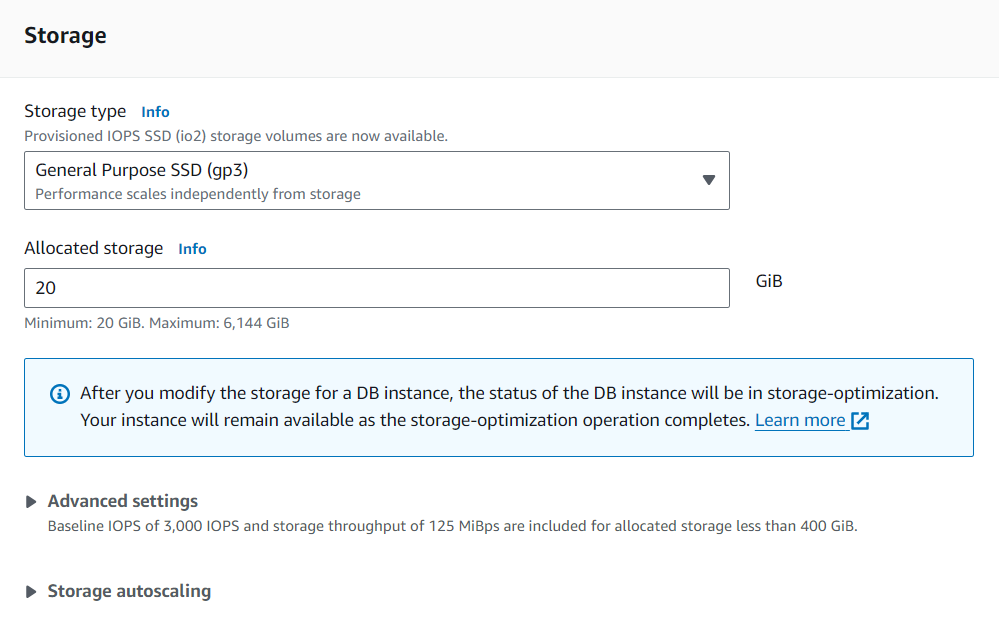 Storage
Storage type Info
Provisioned IOPS SSD (io2) storage volumes are now available.
General Purpose SSD (gp3)
Performance scales independently from storage
Allocated storage Info
20
GiB
Minimum: 20 GiB. Maximum: 6,144 GiB
After you modify the storage for a DB instance, the status of the DB instance will be in storage-optimization.
Your instance will remain available as the storage-optimization operation completes. Learn more
Advanced settings
Baseline IOPS of 3,000 IOPS and storage throughput of 125 MiBps are included for allocated storage less than 400 GiB.
Storage autoscaling